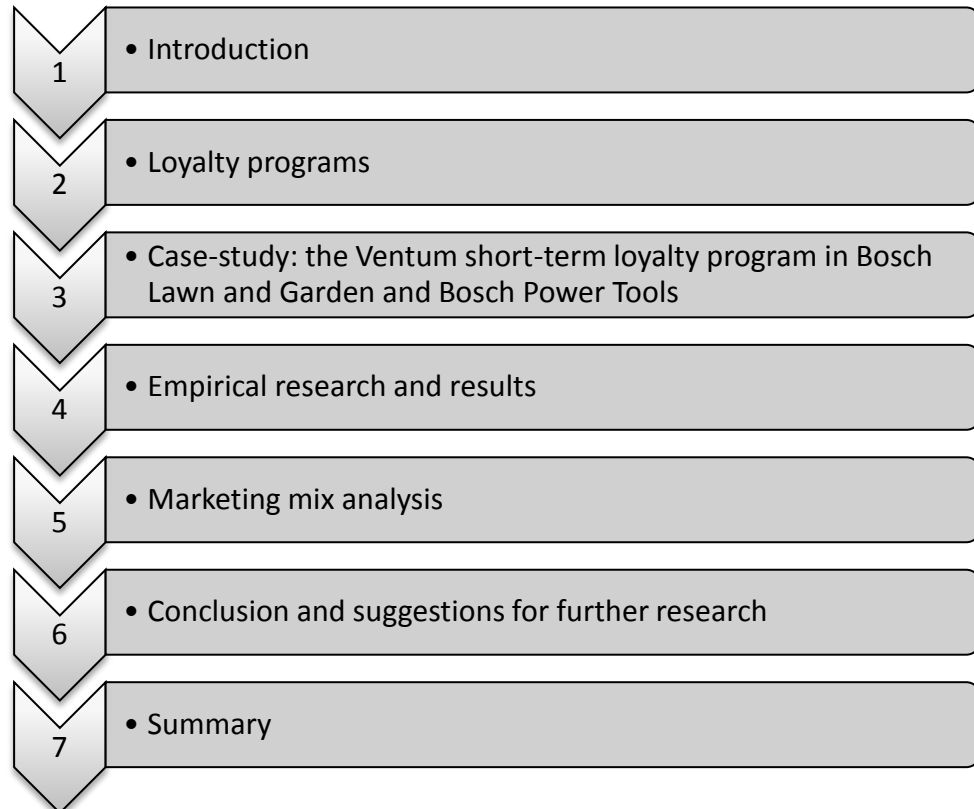 1
• Introduction
2
• Loyalty programs
3
• Case-study: the Ventum short-term loyalty program in Bosch
Lawn and Garden and Bosch Power Tools
4
• Empirical research and results
5
• Marketing mix analysis
6
• Conclusion and suggestions for further research
7
• Summary